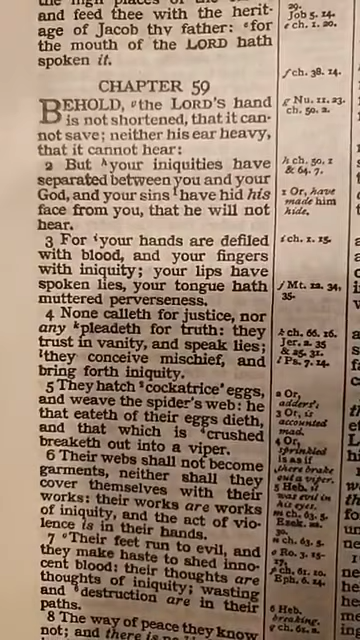 and feed thee with the herit-
age of Jacob thy father: for
the mouth of the LORD hath
spoken it.
CHAPTER 59
BEHOLD, the LORD'S hand
is not shortened, that it can-
not save; neither his ear heavy,
that it cannot hear:
2 But your iniquities have
separated between you and your
God, and your sins have hid his
face from you, that he will not
hear.
3 For your hands are defiled
with blood, and your fingers
with iniquity; your lips have
spoken lies, your tongue hath
muttered perverseness.
4 None calleth for justice, nor
any pleadeth for truth: they
trust in vanity, and speak lies;
they conceive mischief, and
bring forth iniquity.
5 They hatch cockatrice' eggs,
and weave the spider's web: he
that eateth of their eggs dieth,
and that which is crushed
breaketh out into a viper.
6 Their webs shall not become
garments, neither shall they
cover themselves with their
works: their works are works
of iniquity, and the act of vio-
lence is in their hands.
7 Their feet run to evil, and
they make haste to shed inno-
cent blood: their thoughts are
thoughts of iniquity; wasting
and destruction are in their
paths.
8 The way of peace they know
not; and there is no
Job 5. 14.
e ch. 1. 20.
f ch. 38. 14.
g Nu. 11. 23.
ch. 50. 2.
h ch. 50. 1
& 64. 7.
1 Or, have
made him
hide.
i ch. 1. 15.
j Mt. 12. 34,
35.
k ch. 66. 16.
Jer. 2. 35
& 25. 31.
l Ps. 7. 14.
2 Or,
adders'.
3 Or, is
accounted
mad.
4 Or,
sprinkled
is as if
there brake
out a viper.
5 Heb.
was evil in
his eyes.
m ch. 63. 5.
Ezek. 22.
30.
n ch. 63. 5.
o Ro. 3. 15-
17.
p ch. 61. 10.
Eph. 6. 14.
6 Heb.
breaking.
q ch. 61. 2.